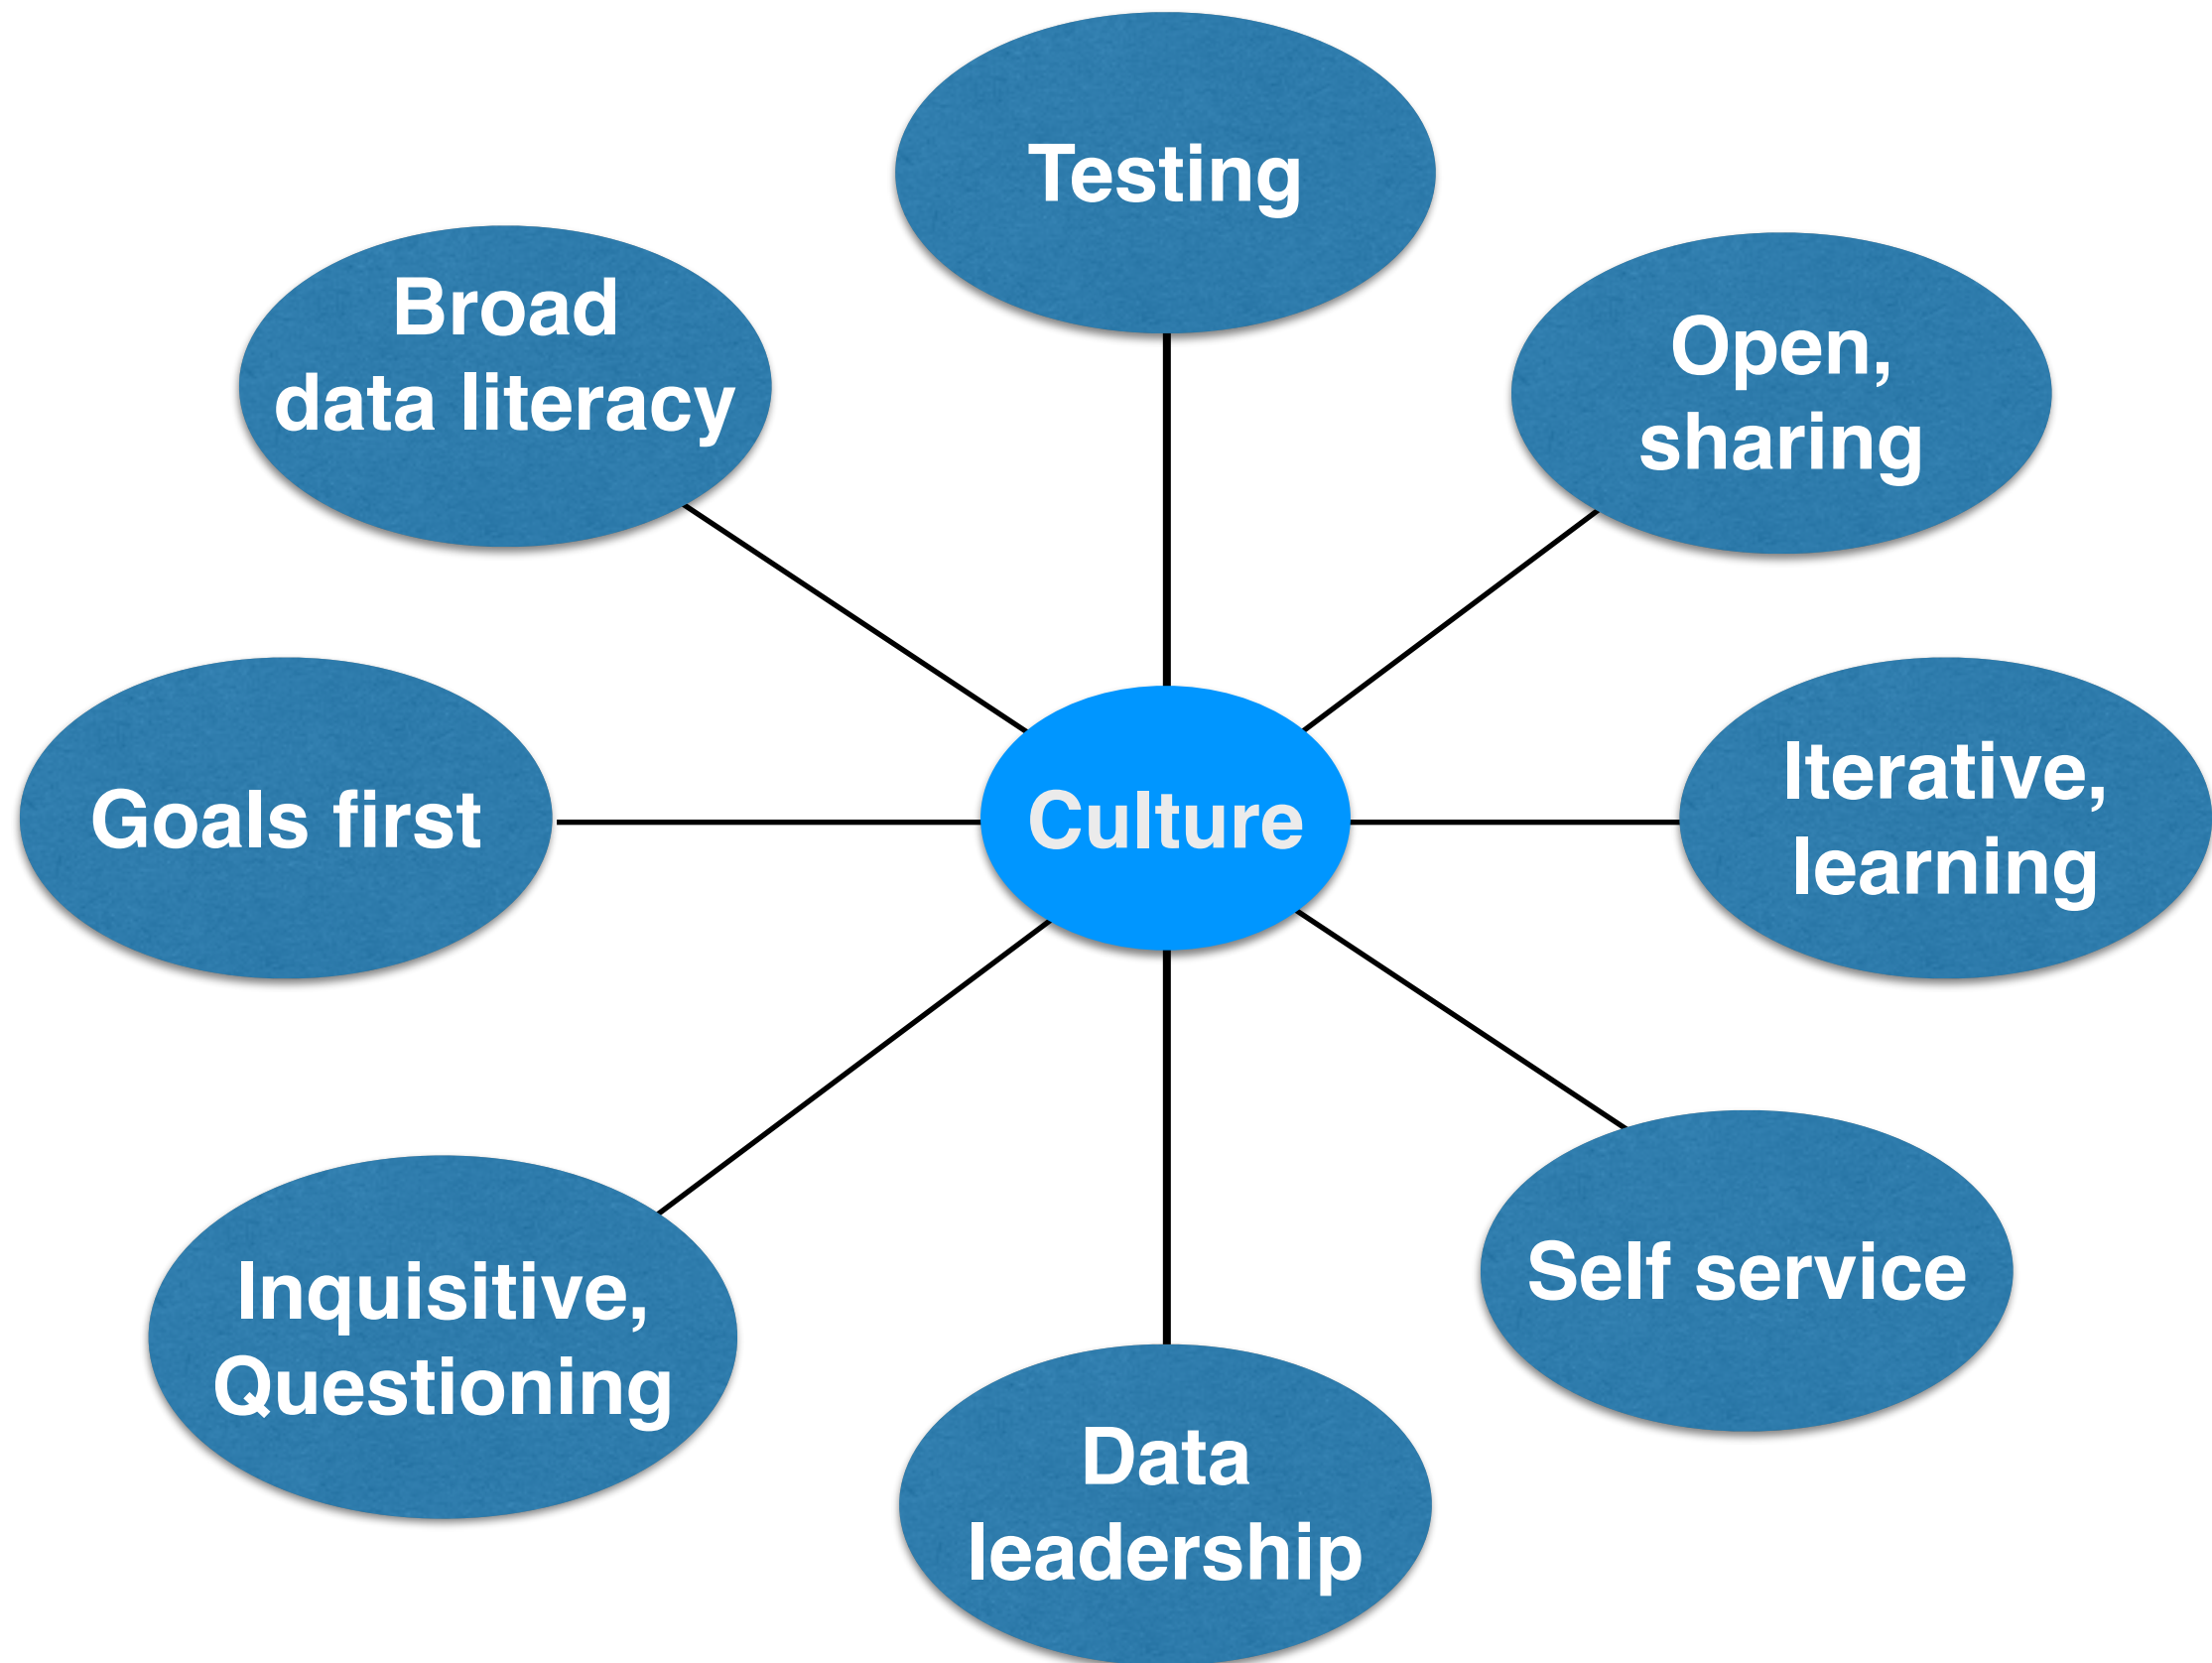 Testing
Broad
data literacy
Open,
sharing
Goals first
Culture
Iterative,
learning
Inquisitive,
Questioning
Self service
Data
leadership